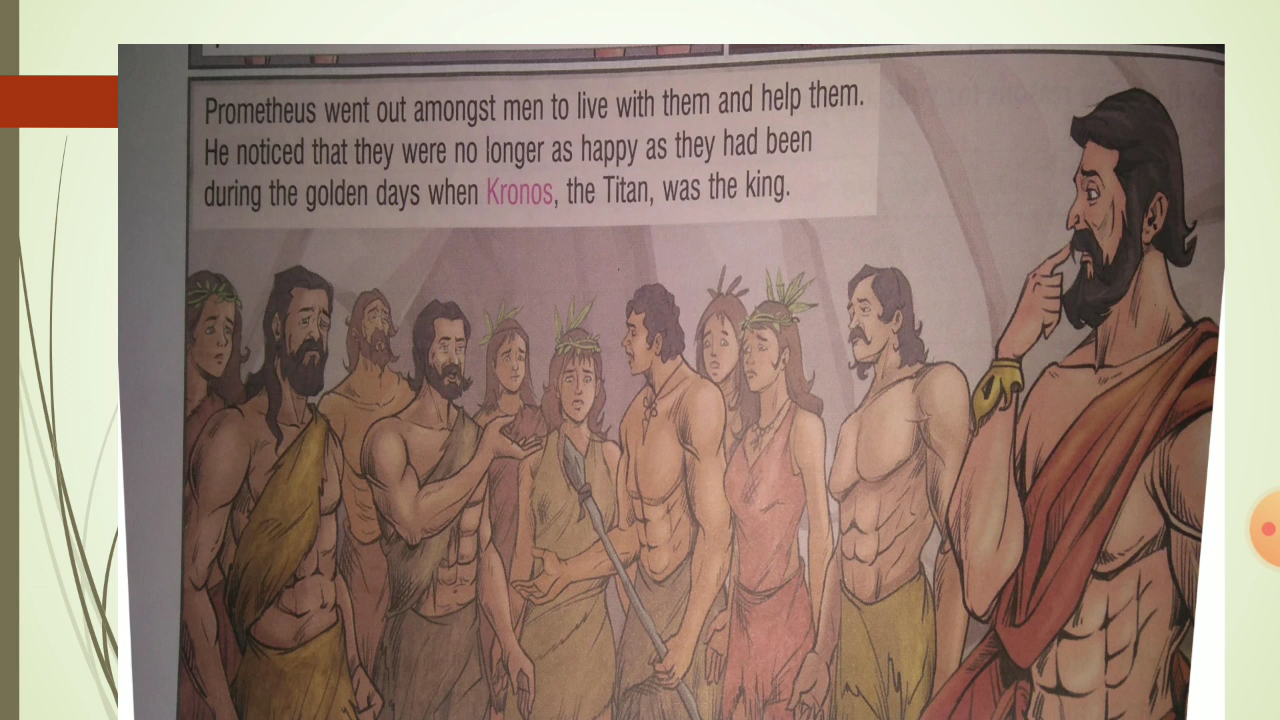 Prometheus went out amongst men to live with them and help them.
He noticed that they were no longer as happy as they had been
during the golden days when Kronos, the Titan, was the king.